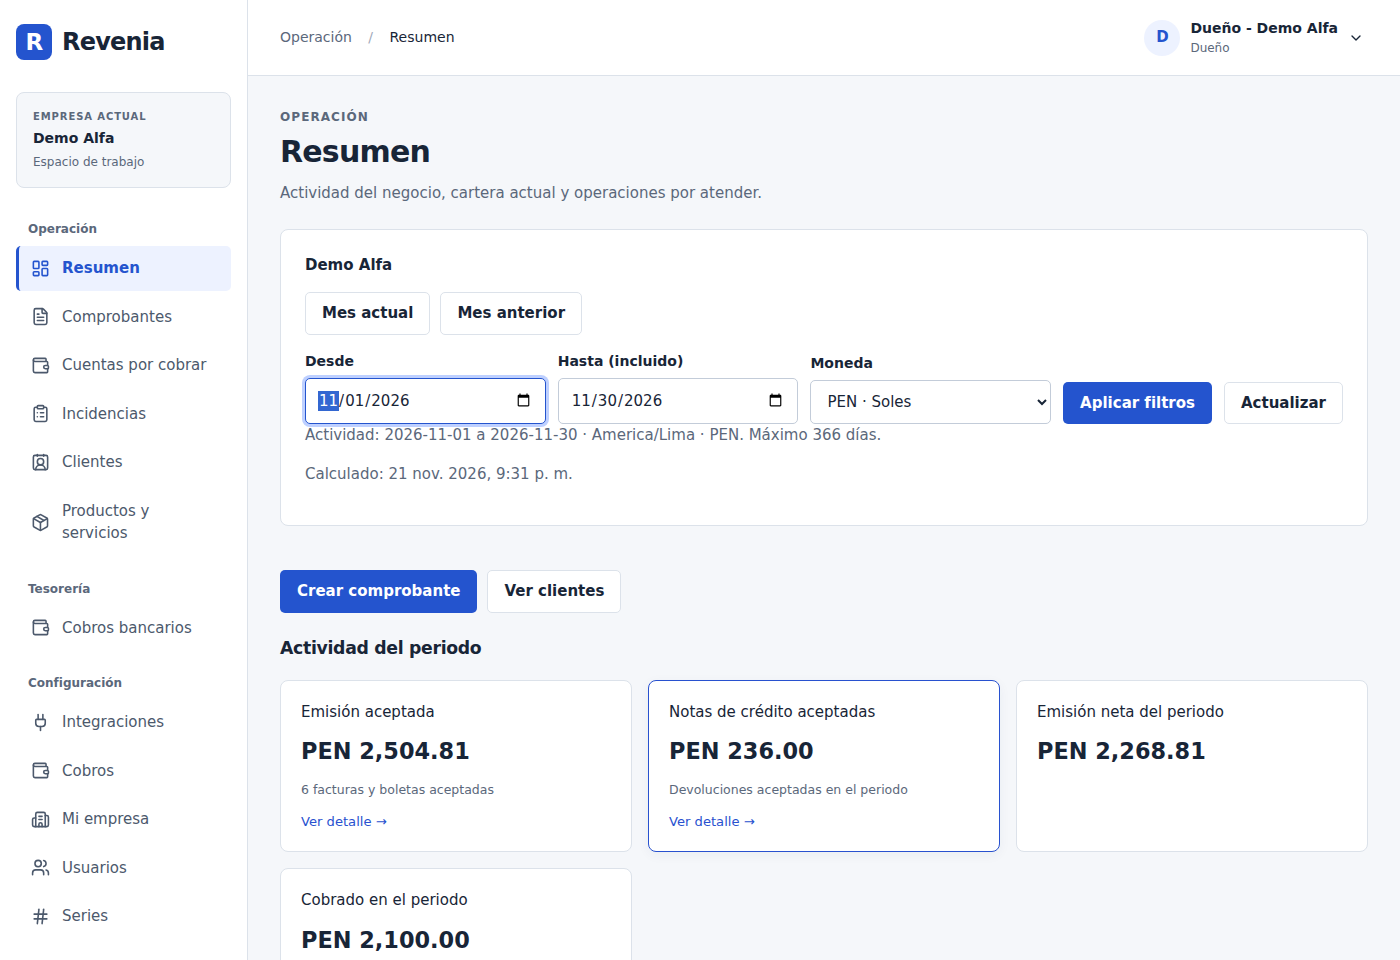 R Revenia
EMPRESA ACTUAL
Demo Alfa
Espacio de trabajo
Operación
Resumen
Comprobantes
Cuentas por cobrar
Incidencias
Clientes
Productos y
servicios
Tesorería
Cobros bancarios
Configuración
Integraciones
Cobros
Mi empresa
Usuarios
Series
Operación / Resumen
D
Dueño - Demo Alfa
Dueño
OPERACIÓN
Resumen
Actividad del negocio, cartera actual y operaciones por atender.
Demo Alfa
Mes actual Mes anterior
Desde Hasta (incluido) Moneda
11/01/2026 11/30/2026 PEN · Soles Aplicar filtros Actualizar
Actividad: 2026-11-01 a 2026-11-30 · America/Lima · PEN. Máximo 366 días.
Calculado: 21 nov. 2026, 9:31 p. m.
Crear comprobante Ver clientes
Actividad del periodo
Emisión aceptada
PEN 2,504.81
6 facturas y boletas aceptadas
Ver detalle →
Notas de crédito aceptadas
PEN 236.00
Devoluciones aceptadas en el periodo
Ver detalle →
Emisión neta del periodo
PEN 2,268.81
Cobrado en el periodo
PEN 2,100.00